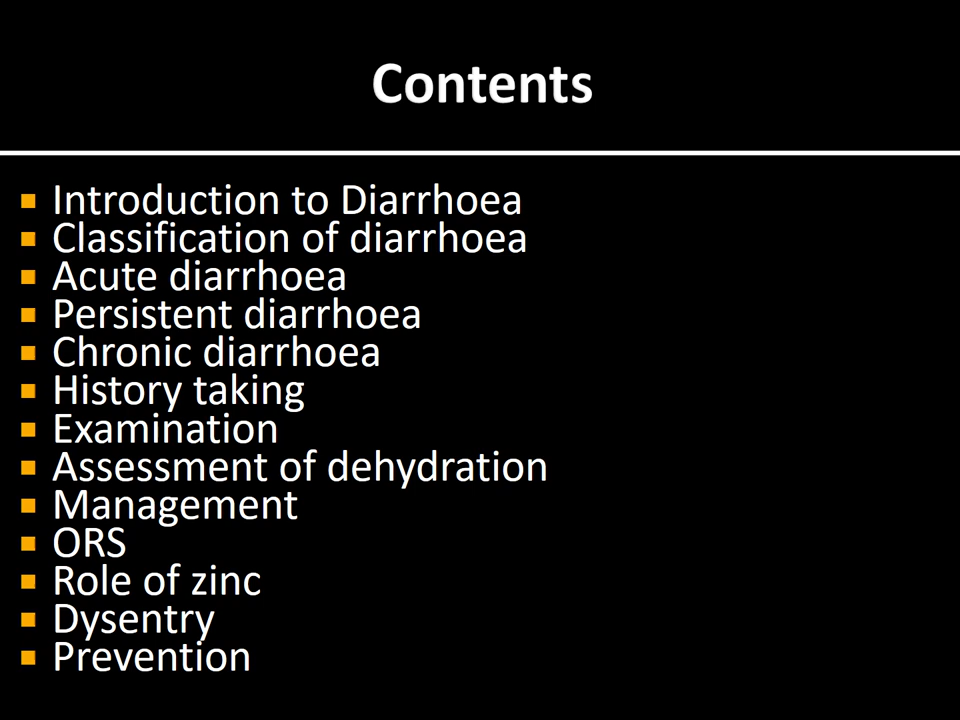 Contents
Introduction to Diarrhoea
Classification of diarrhoea
Acute diarrhoea
Persistent diarrhoea
Chronic diarrhoea
History taking
Examination
Assessment of dehydration
Management
ORS
Role of zinc
Dysentry
Prevention